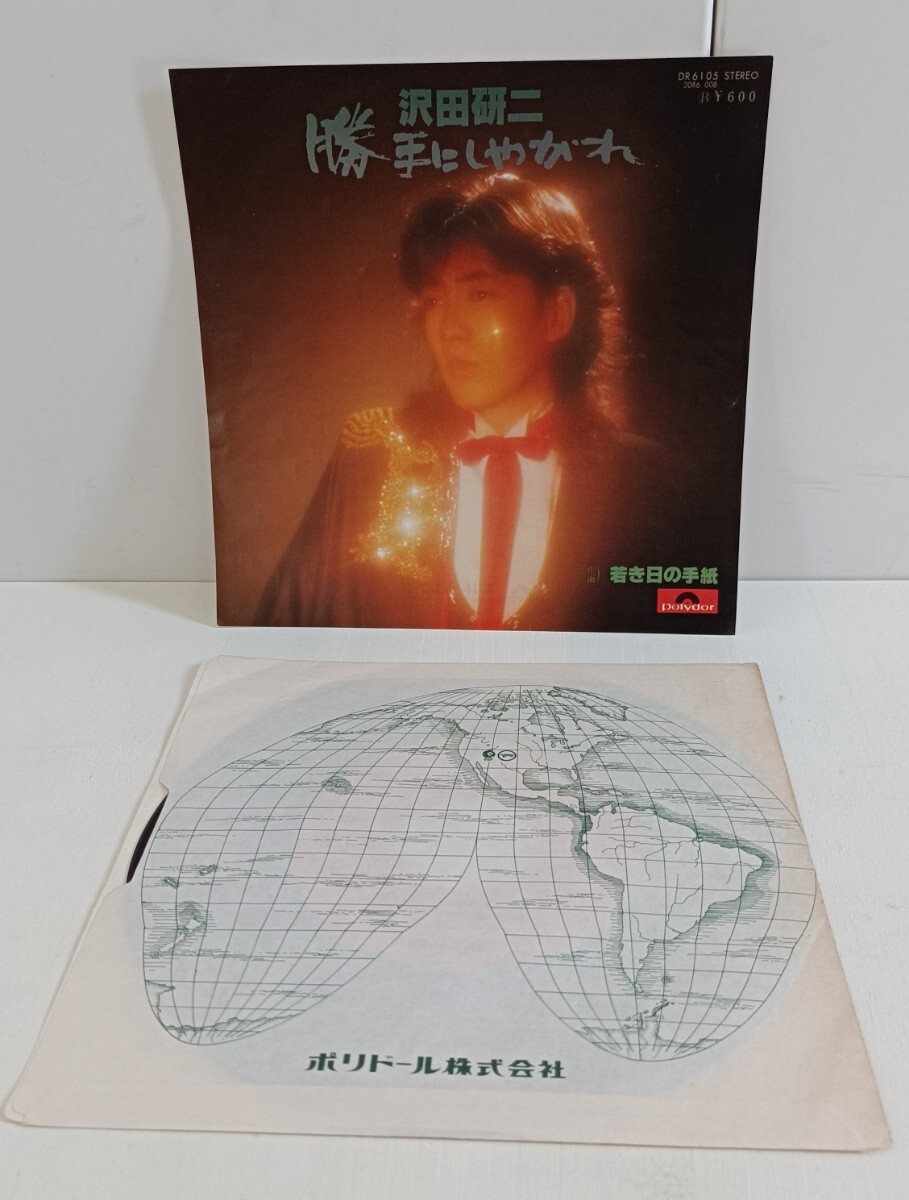 DR6105 STEREO
2086 008
Ⓡ¥600
沢田研二
勝手にしやがれ
若き日の手紙
polydor
ポリドール株式会社